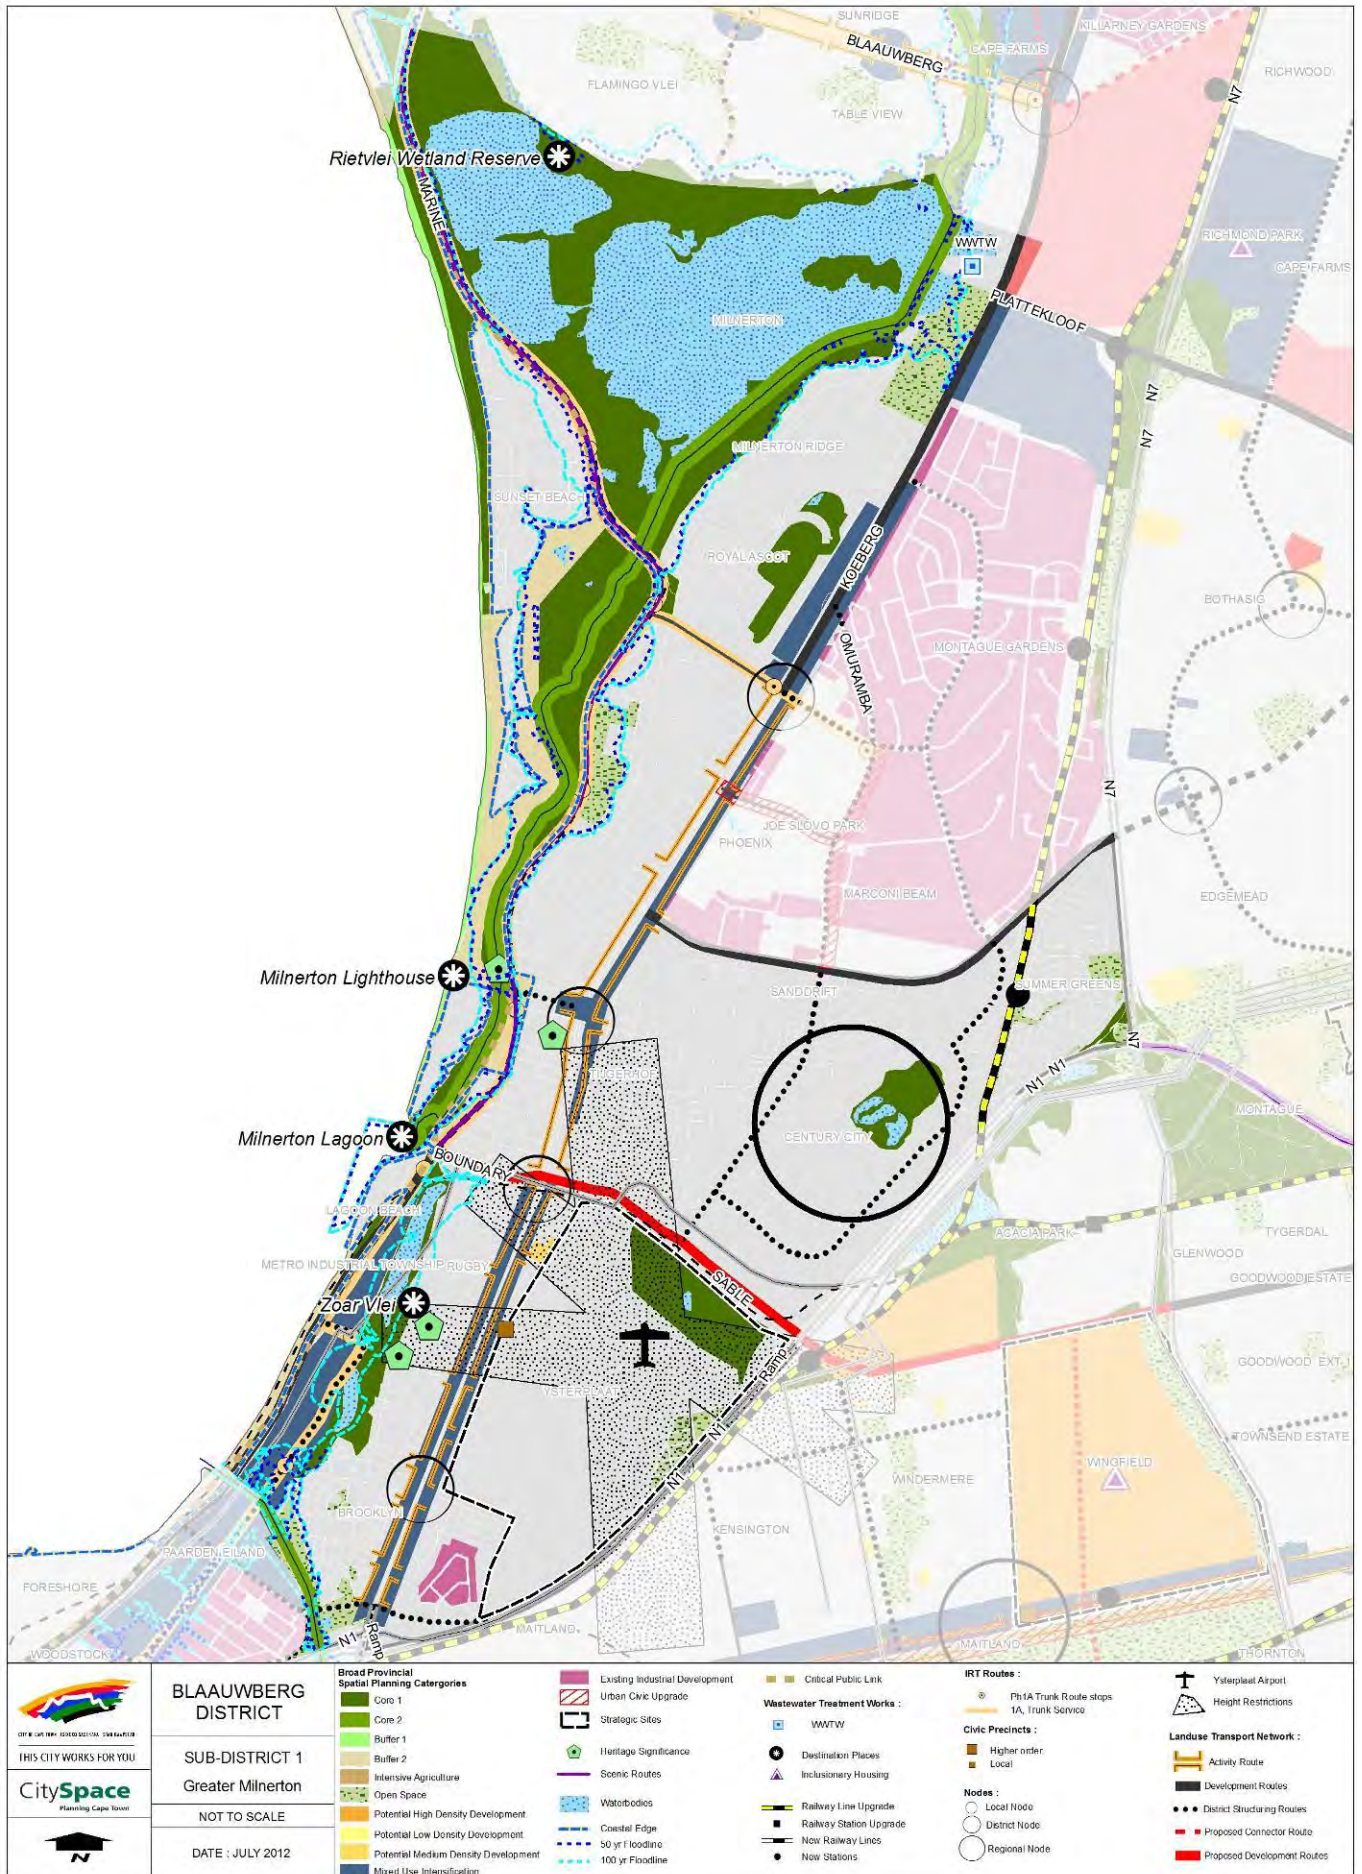 SUNRIDGE
KILLARNEY GARDENS
BLAAUWBERG
CAPE FARMS
FLAMINGO VLEI
RICHWOOD
TABLE VIEW
N7
Rietvlei Wetland Reserve
MARINE
WWTW
RICHMOND PARK
CAPE FARMS
PLATTEKLOOF
MILNERTON
N7
N7
MILNERTON RIDGE
SUNSET BEACH
ROYAL ASCOT
KOEBERG
BOTHASIG
OMURAMBA
MONTAGUE GARDENS
N7
JOE SLOVO PARK
PHOENIX
MARCONI BEAM
EDGEMEAD
Milnerton Lighthouse
SANDDRIFT
SUMMER GREENS
N7
N1
N1
TIJGERHOF
MONTAGUE
Milnerton Lagoon
CENTURY CITY
BOUNDARY
LAGOON BEACH
ACACIA PARK
TYGERDAL
GLENWOOD
METRO INDUSTRIAL TOWNSHIP
RUGBY
SABLE
GOODWOOD ESTATE
Zoar Vlei
Ramp
GOODWOOD EXT 1
YSTERPLAAT
N1
TOWNSEND ESTATE
N1
WINDERMERE
WINGFIELD
BROOKLYN
KENSINGTON
PAARDEN EILAND
FORESHORE
MAITLAND
MAITLAND
WOODSTOCK
N1
Ramp
THORNTON
THIS CITY WORKS FOR YOU
CitySpace
Planning Cape Town
N
BLAAUWBERG
DISTRICT
SUB-DISTRICT 1
Greater Milnerton
NOT TO SCALE
DATE : JULY 2012
Broad Provincial
Spatial Planning Catergories
Core 1
Core 2
Buffer 1
Buffer 2
Intensive Agriculture
Open Space
Potential High Density Development
Potential Low Density Development
Potential Medium Density Development
Mixed Use Intensification
Existing Industrial Development
Urban Civic Upgrade
Strategic Sites
Heritage Significance
Scenic Routes
Waterbodies
Coastal Edge
50 yr Floodline
100 yr Floodline
Critical Public Link
Wastewater Treatment Works :
WWTW
Destination Places
Inclusionary Housing
Railway Line Upgrade
Railway Station Upgrade
New Railway Lines
New Stations
IRT Routes :
Ph1A Trunk Route stops
1A, Trunk Service
Civic Precincts :
Higher order
Local
Nodes :
Local Node
District Node
Regional Node
Ysterplaat Airport
Height Restrictions
Landuse Transport Network :
Activity Route
Development Routes
District Structuring Routes
Proposed Connector Route
Proposed Development Routes